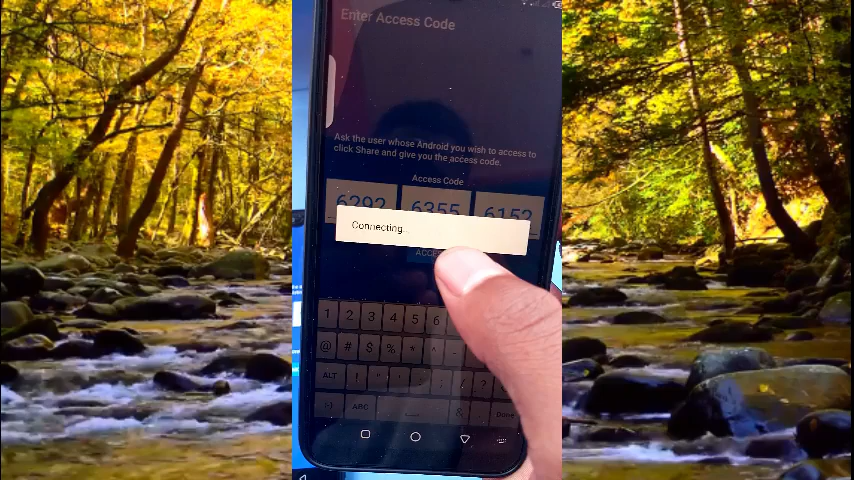 Enter Access Code
Ask the user whose Android you wish to access to
click Share and give you the access code.
Access Code
6292 6355 6152
Connecting...
1 2 3 4 5 6
@ # $ % * -
ALT ! " ' : ; / ?
ABC & . Done